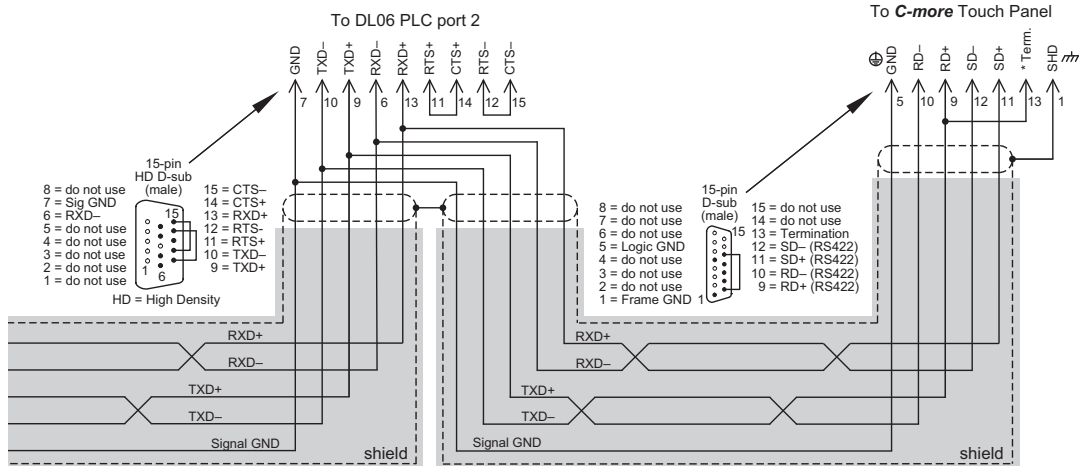 To DL06 PLC port 2
To C-more Touch Panel
GND
TXD–
TXD+
RXD–
RXD+
RTS+
CTS+
RTS–
CTS–
7
10
9
6
13
11
14
12
15
GND
RD–
RD+
SD–
SD+
* Term.
SHD
5
10
9
12
11
13
1
15-pin
HD D-sub
(male)
8 = do not use
7 = Sig GND
6 = RXD–
5 = do not use
4 = do not use
3 = do not use
2 = do not use
1 = do not use
15
1
6
15 = CTS–
14 = CTS+
13 = RXD+
12 = RTS-
11 = RTS+
10 = TXD–
9 = TXD+
HD = High Density
15-pin
D-sub
(male)
8 = do not use
7 = do not use
6 = do not use
5 = Logic GND
4 = do not use
3 = do not use
2 = do not use
1 = Frame GND
15
1
15 = do not use
14 = do not use
13 = Termination
12 = SD– (RS422)
11 = SD+ (RS422)
10 = RD– (RS422)
9 = RD+ (RS422)
RXD+
RXD–
TXD+
TXD–
Signal GND
shield
RXD+
RXD–
TXD+
TXD–
Signal GND
shield